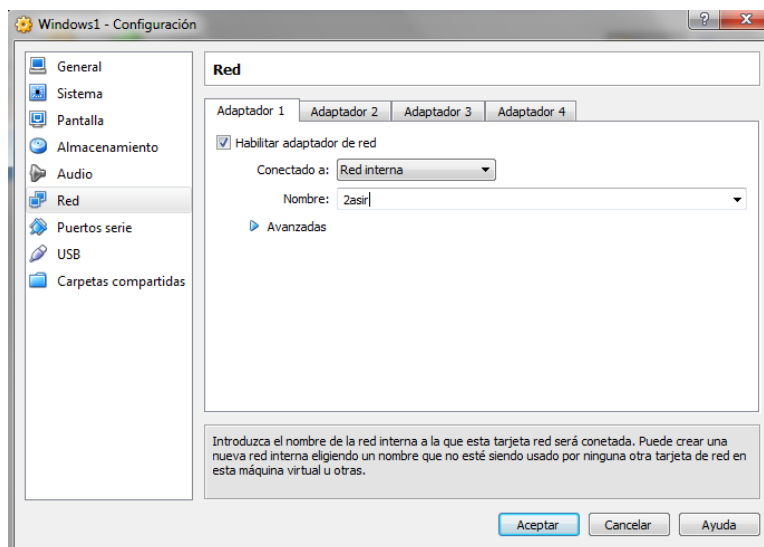 Windows1 - Configuración
General
Sistema
Pantalla
Almacenamiento
Audio
Red
Puertos serie
USB
Carpetas compartidas
Red
Adaptador 1 Adaptador 2 Adaptador 3 Adaptador 4
Habilitar adaptador de red
Conectado a: Red interna
Nombre: 2asir
Avanzadas
Introduzca el nombre de la red interna a la que esta tarjeta red será conetada. Puede crear una
nueva red interna eligiendo un nombre que no esté siendo usado por ninguna otra tarjeta de red en
esta máquina virtual u otras.
Aceptar Cancelar Ayuda